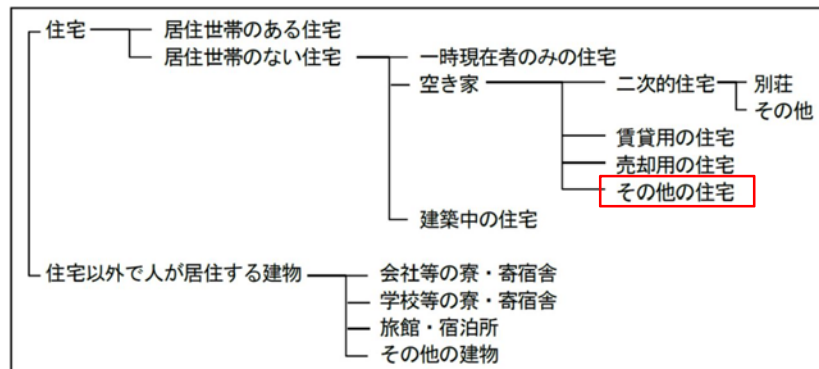 住宅 居住世帯のある住宅
居住世帯のない住宅 一時現在者のみの住宅
空き家 二次的住宅 別荘
その他
賃貸用の住宅
売却用の住宅
その他の住宅
建築中の住宅
住宅以外で人が居住する建物 会社等の寮・寄宿舎
学校等の寮・寄宿舎
旅館・宿泊所
その他の建物